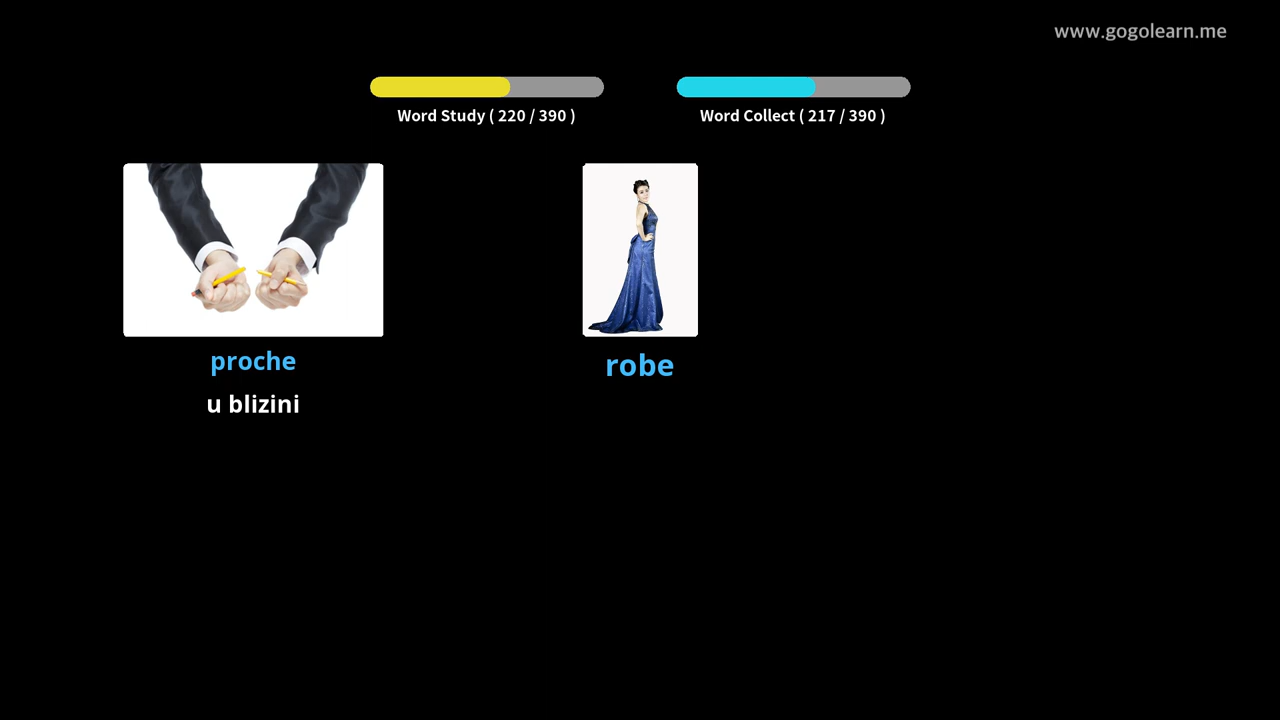 www.gogolearn.me
Word Study ( 220 / 390 )
Word Collect ( 217 / 390 )
proche
u blizini
robe